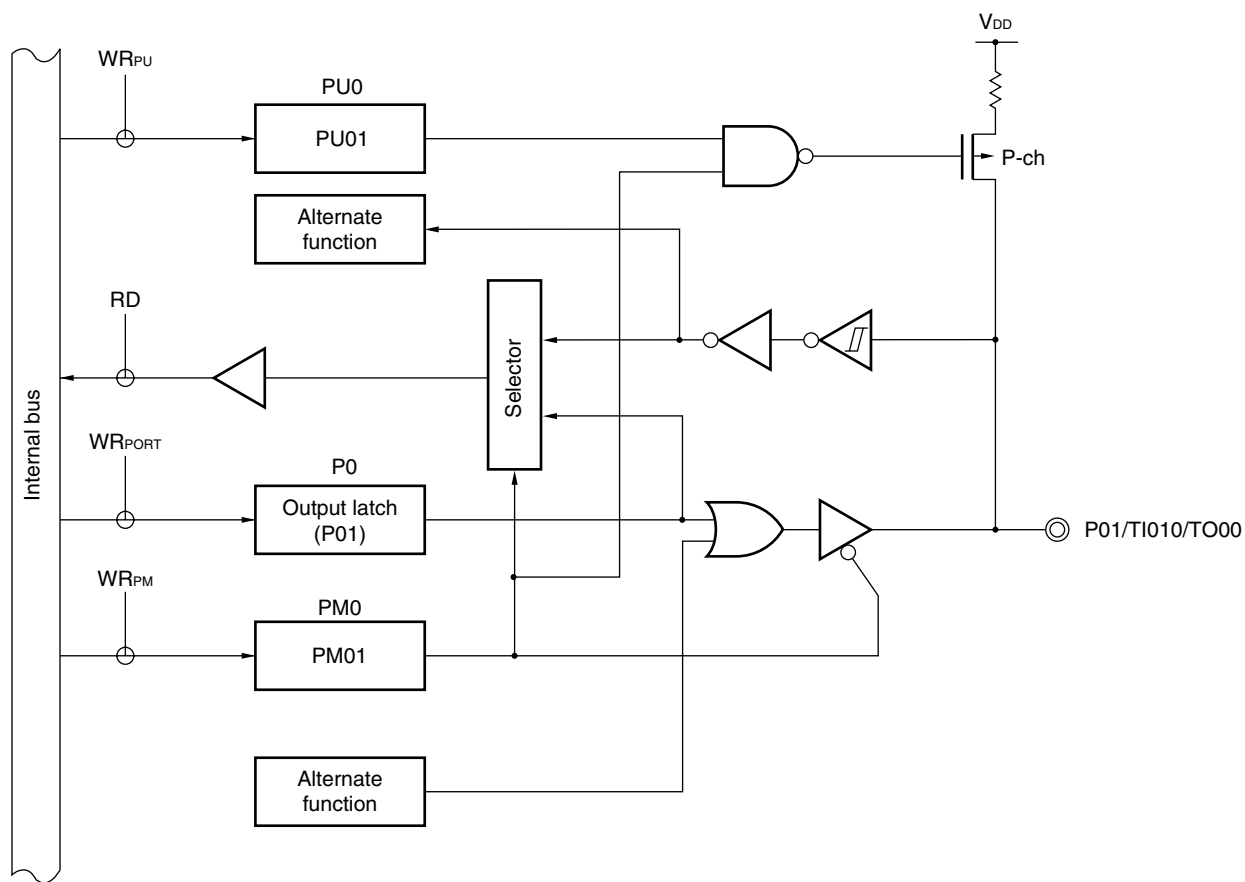 VDD
WRPU
PU0
PU01
P-ch
Alternate
function
RD
Selector
Internal bus
WRPORT
P0
Output latch
(P01)
P01/TI010/TO00
WRPM
PM0
PM01
Alternate
function